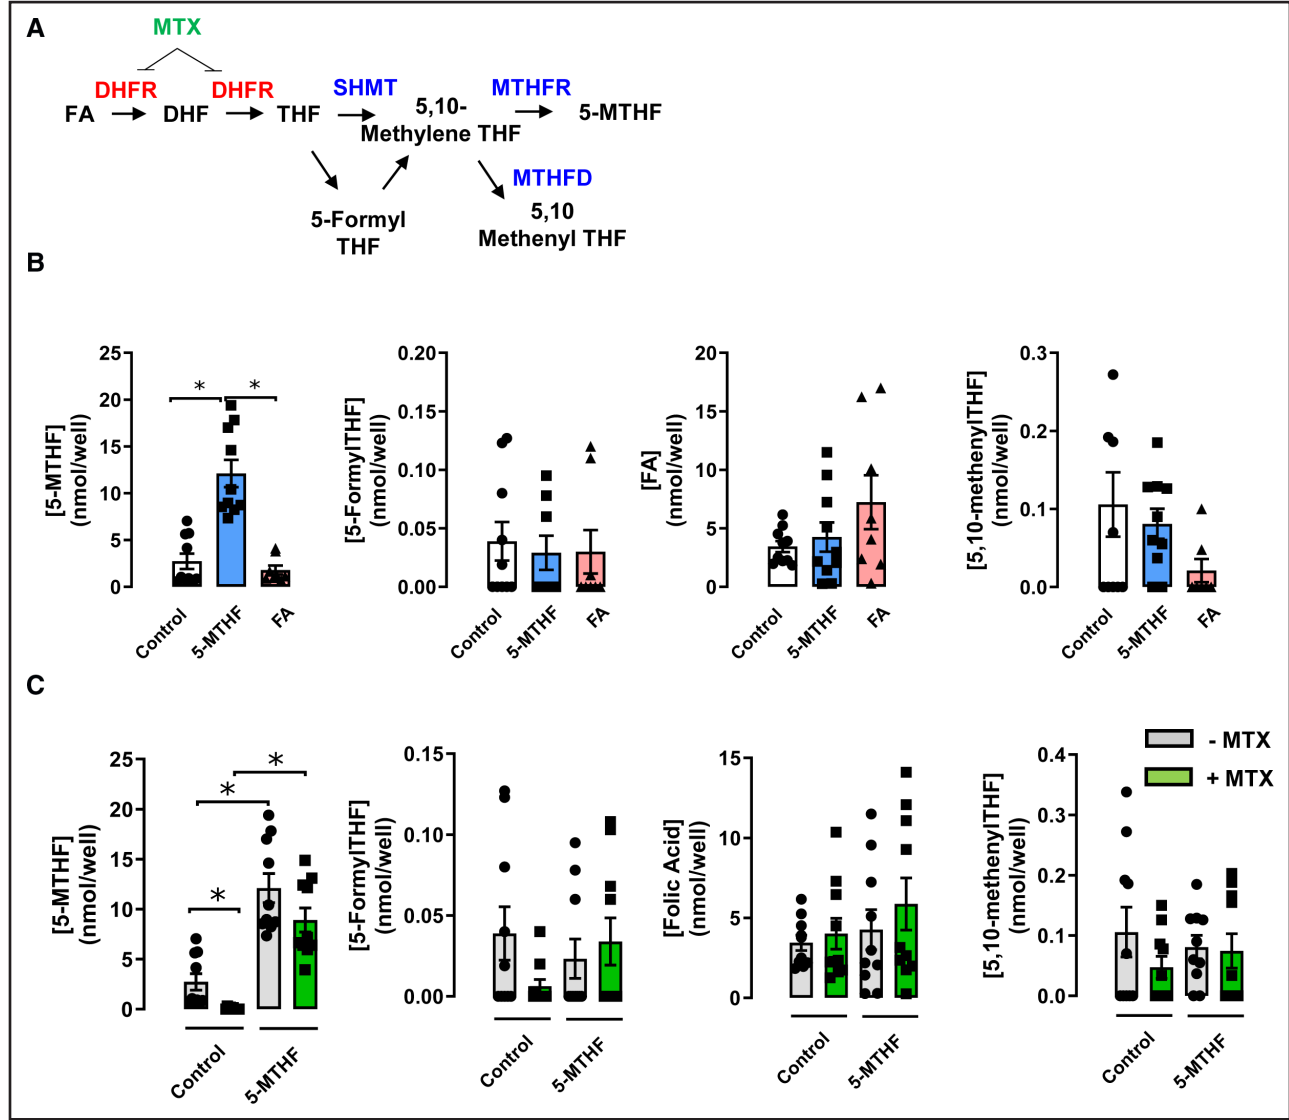 A
MTX
DHFR DHFR SHMT MTHFR
FA DHF THF 5,10-Methylene THF 5-MTHF
MTHFD
5-Formyl THF
5,10 Methenyl THF
B
[5-MTHF] (nmol/well)
25
20
15
10
5
0
* *
Control 5-MTHF FA
[5-FormylTHF] (nmol/well)
0.20
0.15
0.10
0.05
0.00
Control 5-MTHF FA
[FA] (nmol/well)
20
15
10
5
0
Control 5-MTHF FA
[5,10-methenylTHF] (nmol/well)
0.3
0.2
0.1
0.0
Control 5-MTHF FA
C
- MTX
+ MTX
[5-MTHF] (nmol/well)
25
20
15
10
5
0
* * *
Control 5-MTHF
[5-FormylTHF] (nmol/well)
0.15
0.10
0.05
0.00
Control 5-MTHF
[Folic Acid] (nmol/well)
15
10
5
0
Control 5-MTHF
[5,10-methenylTHF] (nmol/well)
0.4
0.3
0.2
0.1
0.0
Control 5-MTHF